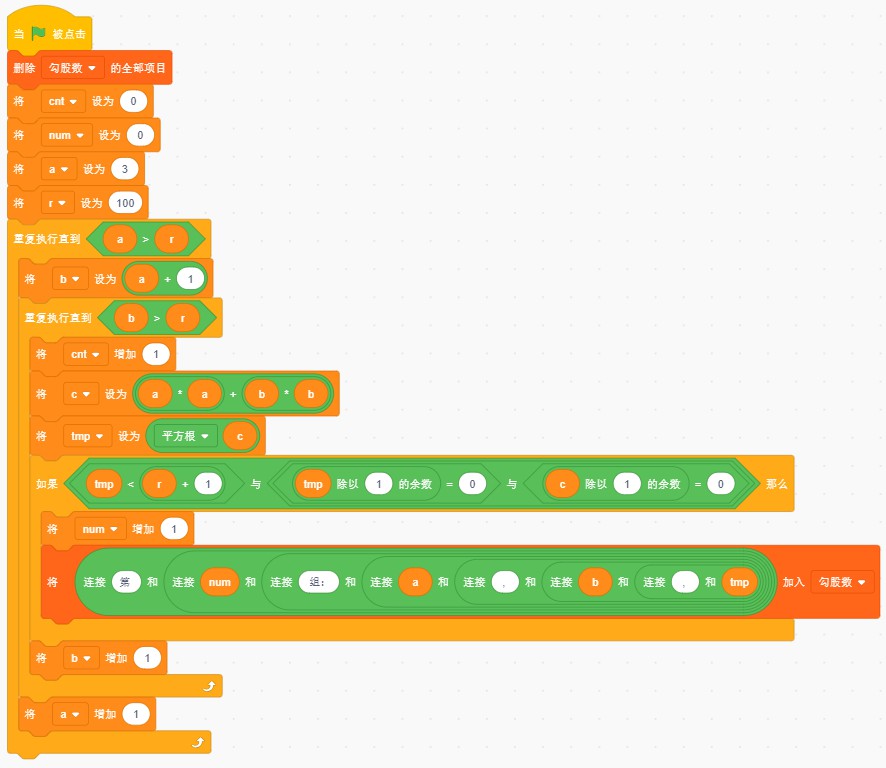 当 被点击
删除 勾股数 的全部项目
将 cnt 设为 0
将 num 设为 0
将 a 设为 3
将 r 设为 100
重复执行直到 a > r
将 b 设为 a + 1
重复执行直到 b > r
将 cnt 增加 1
将 c 设为 a * a + b * b
将 tmp 设为 平方根 c
如果 tmp < r + 1 与 tmp 除以 1 的余数 = 0 与 c 除以 1 的余数 = 0 那么
将 num 增加 1
将 连接 第 和 连接 num 和 连接 组: 和 连接 a 和 连接 , 和 连接 b 和 连接 , 和 tmp 加入 勾股数
将 b 增加 1
将 a 增加 1